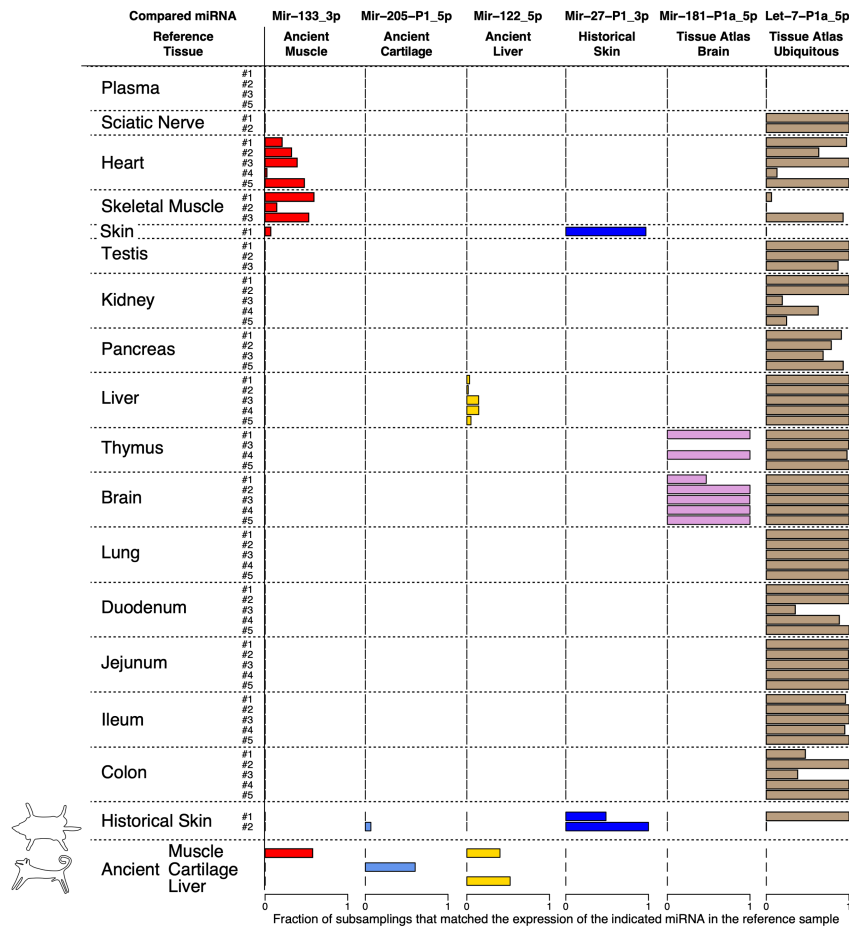 Compared miRNA Mir−133_3p Mir−205−P1_5p Mir−122_5p Mir−27−P1_3p Mir−181−P1a_5p Let−7−P1a_5p
Reference Ancient Ancient Ancient Historical Tissue Atlas Tissue Atlas
Tissue Muscle Cartilage Liver Skin Brain Ubiquitous
Plasma
#1
#2
#3
#5
Sciatic Nerve
#1
#2
Heart
#1
#2
#3
#4
#5
Skeletal Muscle
#1
#2
#3
Skin #1
Testis
#1
#2
#3
Kidney
#1
#2
#3
#4
#5
Pancreas
#1
#2
#3
#5
Liver
#1
#2
#3
#4
#5
Thymus
#1
#3
#4
#5
Brain
#1
#2
#3
#4
#5
Lung
#1
#2
#3
#4
#5
Duodenum
#1
#2
#3
#4
#5
Jejunum
#1
#2
#3
#4
#5
Ileum
#1
#2
#3
#4
#5
Colon
#1
#2
#3
#4
#5
Historical Skin
#1
#2
Muscle
Ancient Cartilage
Liver
0 1 0 1 0 1 0 1 0 1 0 1
Fraction of subsamplings that matched the expression of the indicated miRNA in the reference sample